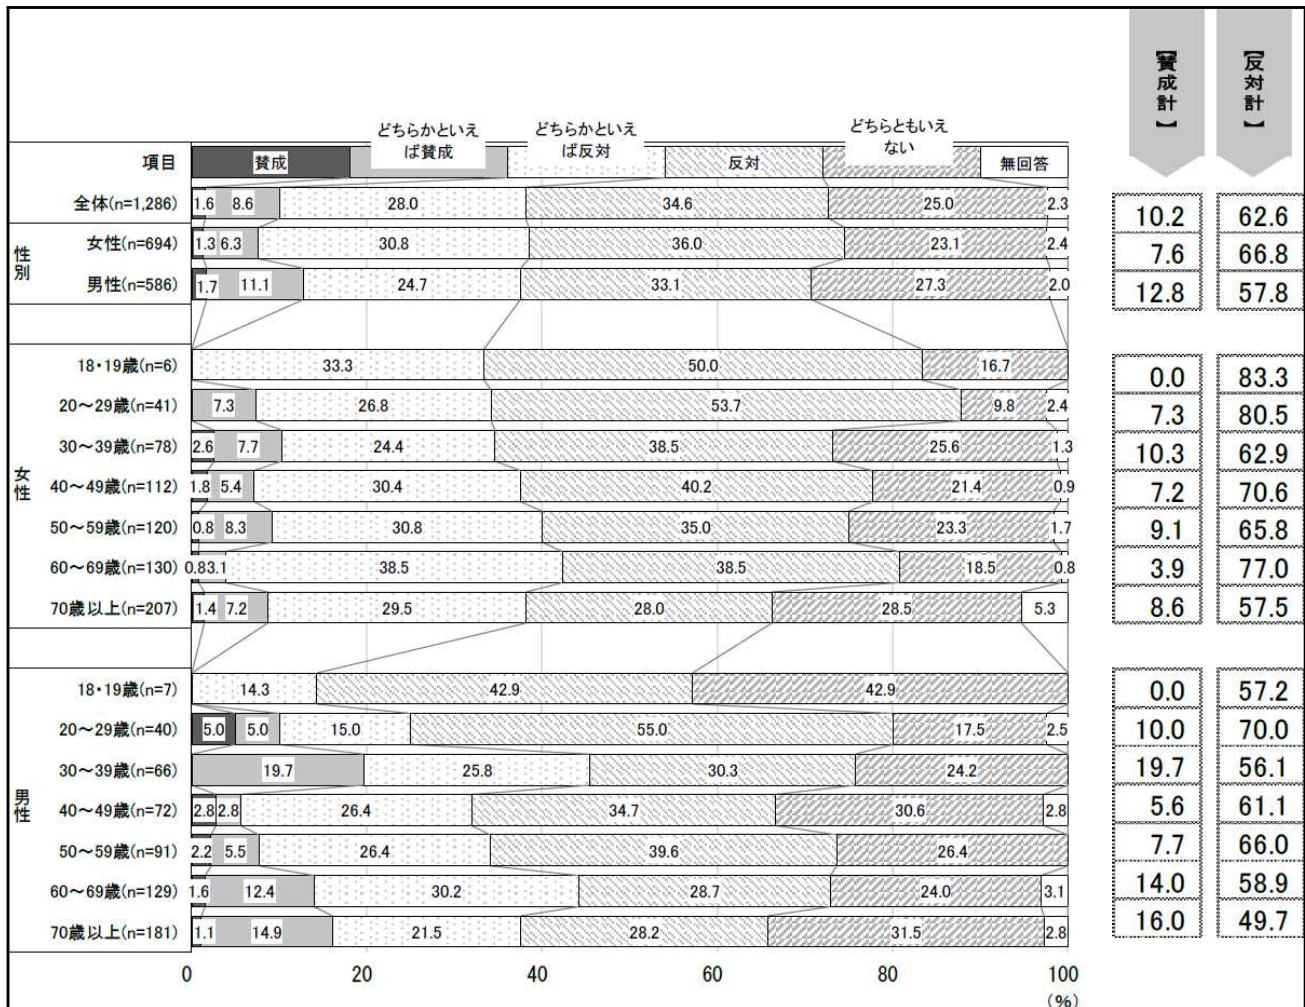 【賛成計】
【反対計】
どちらかといえ
ば賛成
どちらかといえ
ば反対
どちらともいえ
ない
項目
賛成
反対
無回答
全体(n=1,286) 1.6 8.6 28.0 34.6 25.0 2.3 10.2 62.6
性別
女性(n=694) 1.3 6.3 30.8 36.0 23.1 2.4 7.6 66.8
男性(n=586) 1.7 11.1 24.7 33.1 27.3 2.0 12.8 57.8
女性
18・19歳(n=6) 33.3 50.0 16.7 0.0 83.3
20～29歳(n=41) 7.3 26.8 53.7 9.8 2.4 7.3 80.5
30～39歳(n=78) 2.6 7.7 24.4 38.5 25.6 1.3 10.3 62.9
40～49歳(n=112) 1.8 5.4 30.4 40.2 21.4 0.9 7.2 70.6
50～59歳(n=120) 0.8 8.3 30.8 35.0 23.3 1.7 9.1 65.8
60～69歳(n=130) 0.8 3.1 38.5 38.5 18.5 0.8 3.9 77.0
70歳以上(n=207) 1.4 7.2 29.5 28.0 28.5 5.3 8.6 57.5
男性
18・19歳(n=7) 14.3 42.9 42.9 0.0 57.2
20～29歳(n=40) 5.0 5.0 15.0 55.0 17.5 2.5 10.0 70.0
30～39歳(n=66) 19.7 25.8 30.3 24.2 19.7 56.1
40～49歳(n=72) 2.8 2.8 26.4 34.7 30.6 2.8 5.6 61.1
50～59歳(n=91) 2.2 5.5 26.4 39.6 26.4 7.7 66.0
60～69歳(n=129) 1.6 12.4 30.2 28.7 24.0 3.1 14.0 58.9
70歳以上(n=181) 1.1 14.9 21.5 28.2 31.5 2.8 16.0 49.7
0 20 40 60 80 100
(%)